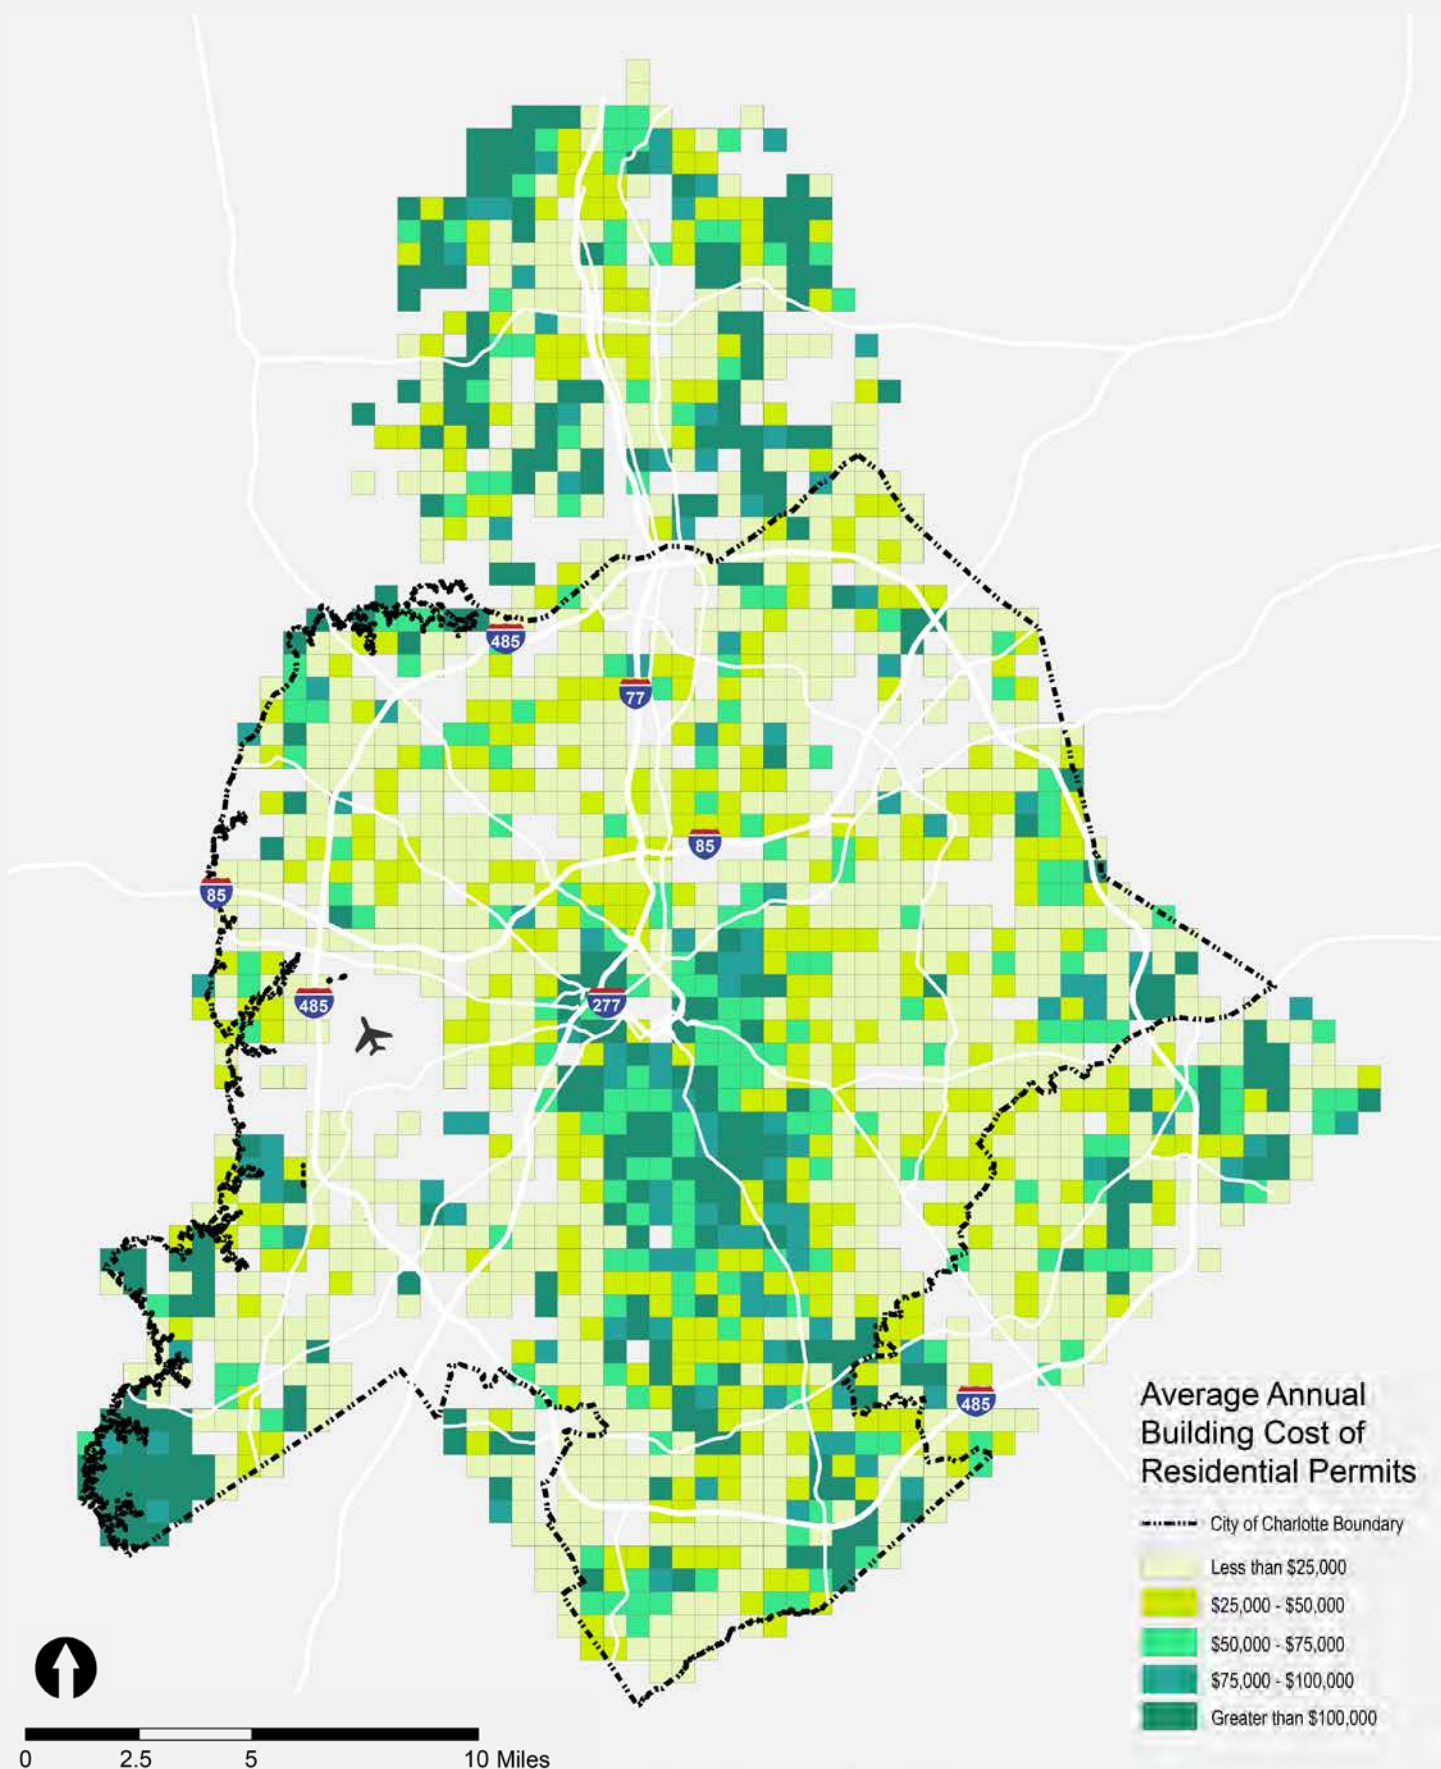 485
77
85
85
485
277
485
Average Annual
Building Cost of
Residential Permits
City of Charlotte Boundary
Less than $25,000
$25,000 - $50,000
$50,000 - $75,000
$75,000 - $100,000
Greater than $100,000
0 2.5 5 10 Miles